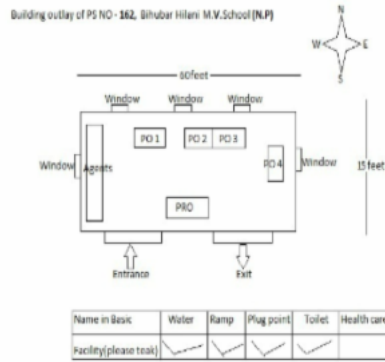 Building outlay of PS NO - 162, Bihubar Hilani M.V.School (N.P)
N
W E
S
60feet
Window Window Window
PO 1 PO 2 PO 3
Window Agents PO 4 Window 15 feet
PRO
Entrance Exit
Name in Basic Water Ramp Plug point Toilet Health care
Facility(please teak)